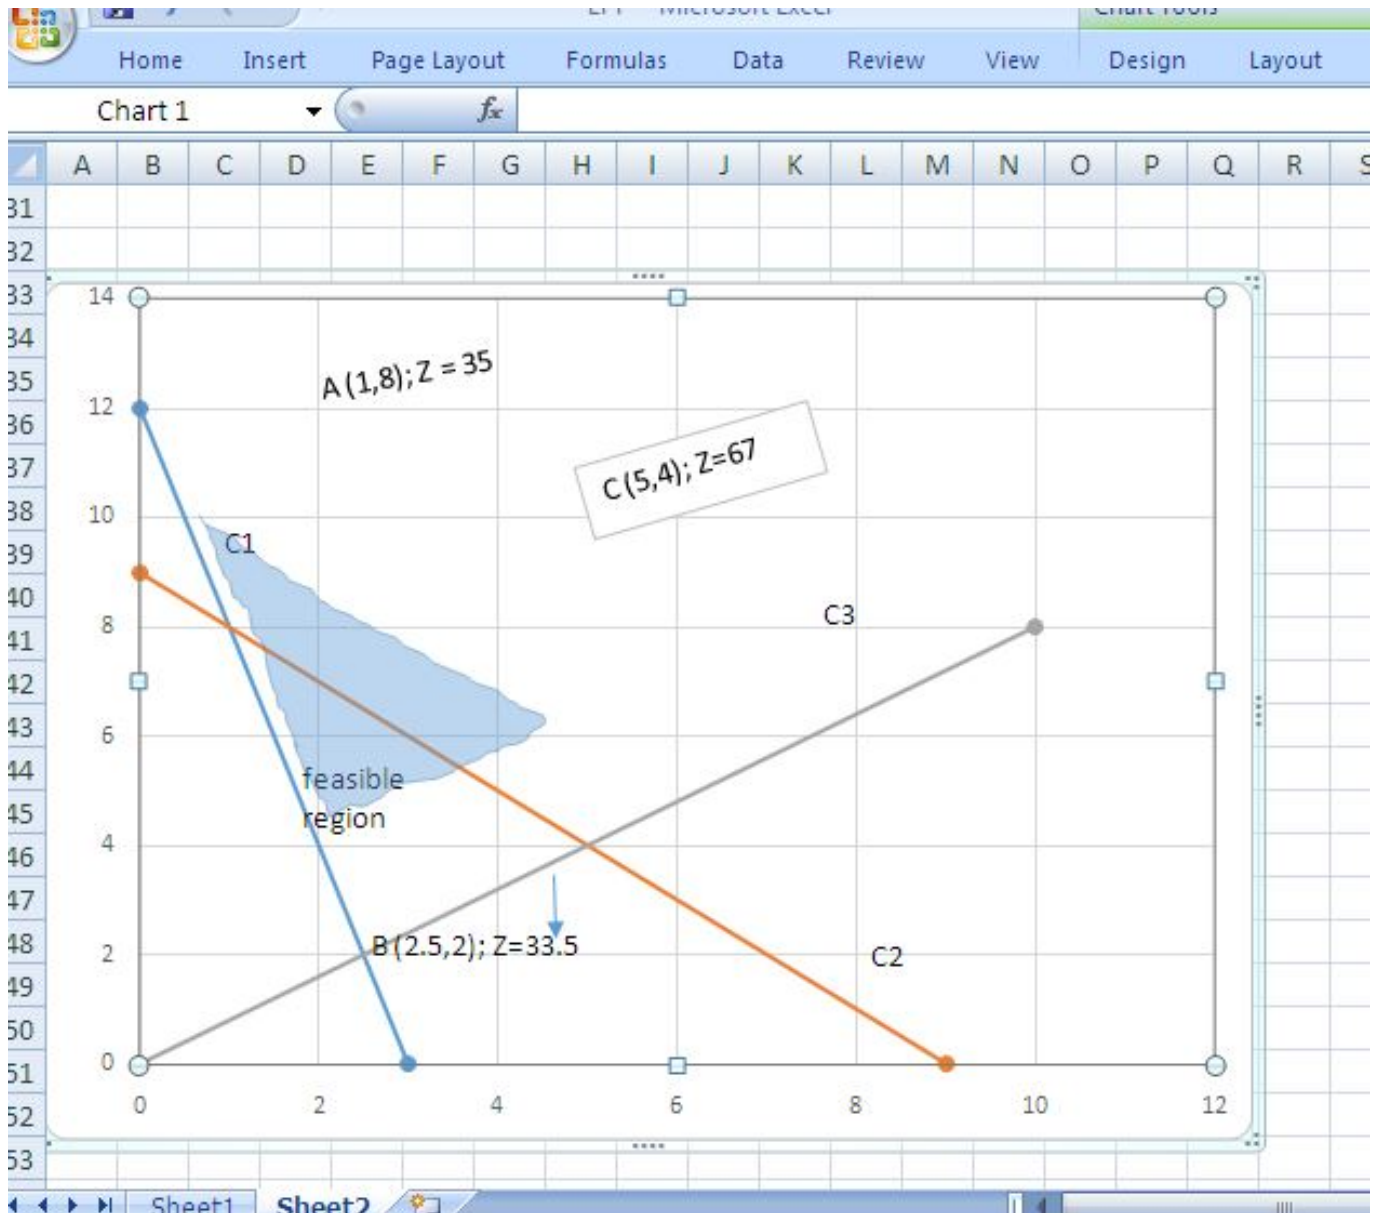 Home Insert Page Layout Formulas Data Review View Design Layout
Chart 1 fx
A B C D E F G H I J K L M N O P Q R S
31
32
33
34
35
36
37
38
39
40
41
42
43
44
45
46
47
48
49
50
51
52
53
14
12
10
8
6
4
2
0
A (1,8); Z = 35
C (5,4); Z=67
C1
C3
feasible
region
B (2.5,2); Z=33.5
C2
0 2 4 6 8 10 12
Sheet1 Sheet2